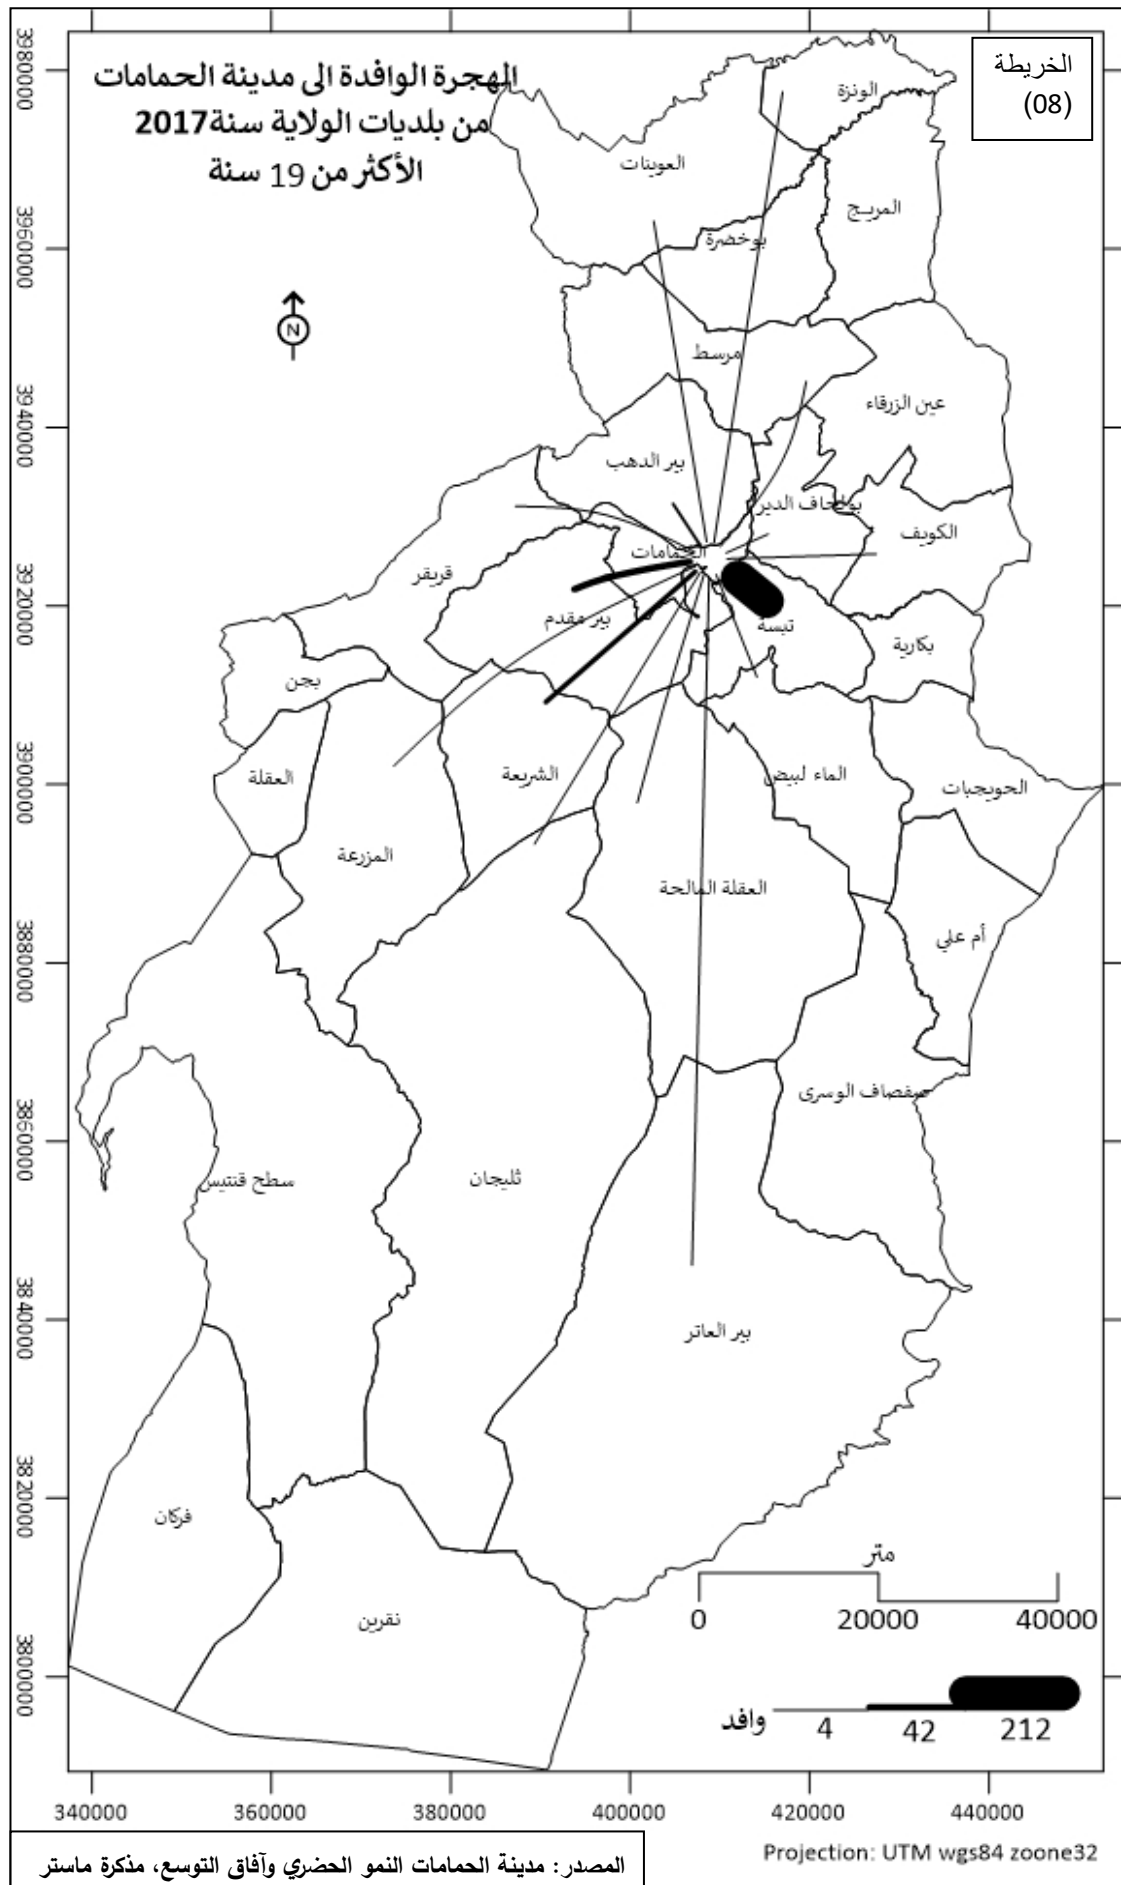 الخريطة
(08)
الهجرة الوافدة الى مدينة الحمامات
من بلديات الولاية سنة2017
الأكثر من 19 سنة
N
الونزة
العوينات
المريج
بوخضرة
مرسط
عين الزرقاء
بير الدهب
بولحاف الدير
الكويف
الحمامات
قريقر
بير مقدم
تبسة
بكارية
بجن
العقلة
الشريعة
الماء لبيض
الحويجبات
المزرعة
العقلة المالحة
أم علي
صفصاف الوسرى
ثليجان
سطح قنتيس
بير العاتر
فركان
نقرين
متر
0 20000 40000
وافد 4 42 212
3980000
3960000
3940000
3920000
3900000
3880000
3860000
3840000
3820000
3800000
340000 360000 380000 400000 420000 440000
Projection: UTM wgs84 zoone32
المصدر: مدينة الحمامات النمو الحضري وآفاق التوسع، مذكرة ماستر